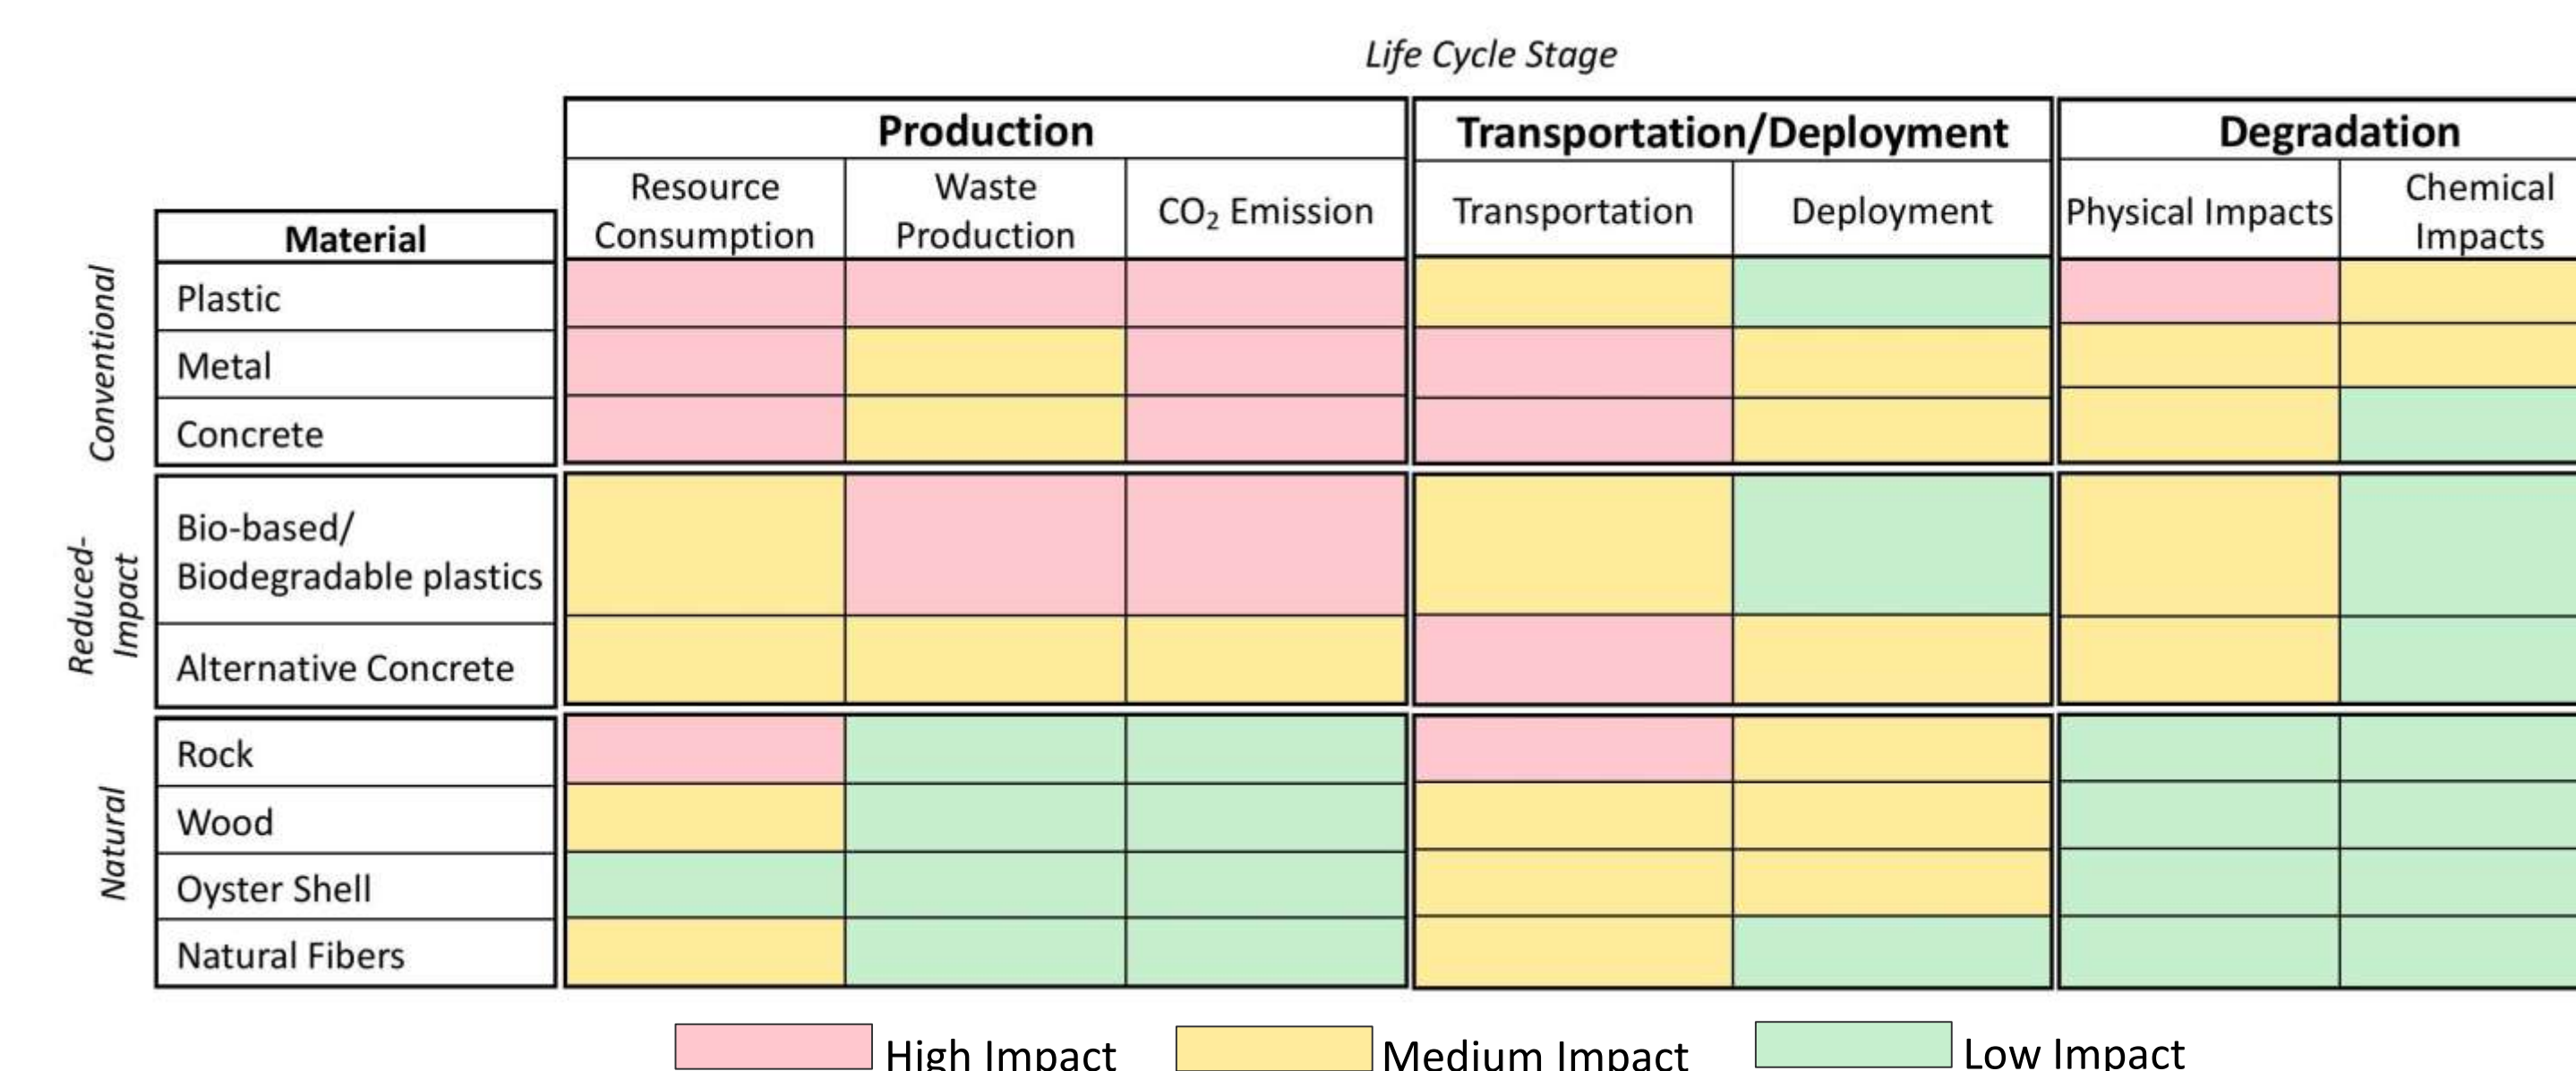 Life Cycle Stage
Production
Transportation/Deployment
Degradation
Resource
Consumption
Waste
Production
CO₂ Emission
Transportation
Deployment
Physical Impacts
Chemical
Impacts
Material
Conventional
Plastic
Metal
Concrete
Reduced-
Impact
Bio-based/
Biodegradable plastics
Alternative Concrete
Natural
Rock
Wood
Oyster Shell
Natural Fibers
High Impact
Medium Impact
Low Impact